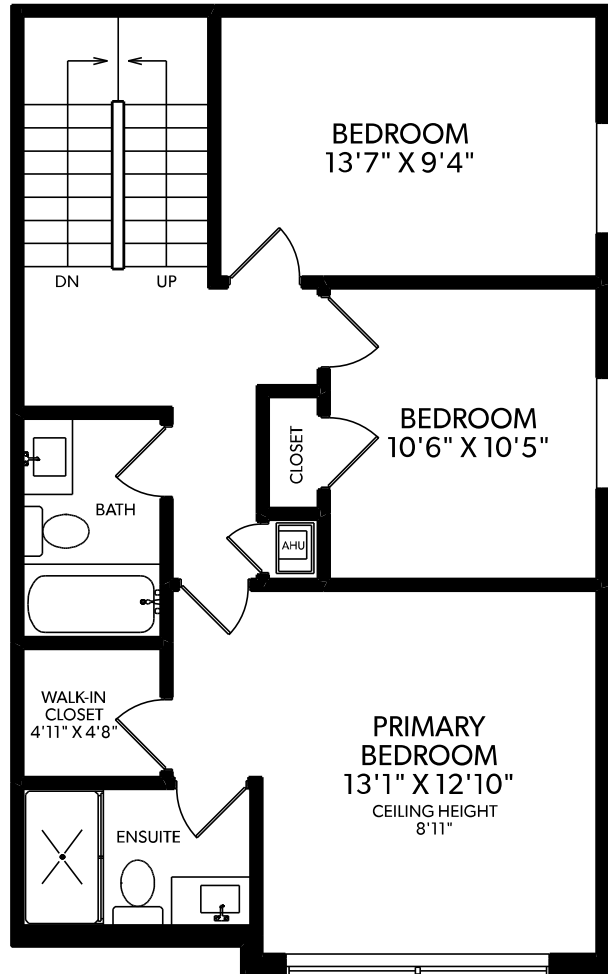 BEDROOM
13'7" X 9'4"
DN
UP
BEDROOM
10'6" X 10'5"
CLOSET
BATH
AHU
WALK-IN
CLOSET
4'11" X 4'8"
PRIMARY
BEDROOM
13'1" X 12'10"
CEILING HEIGHT
8'11"
ENSUITE